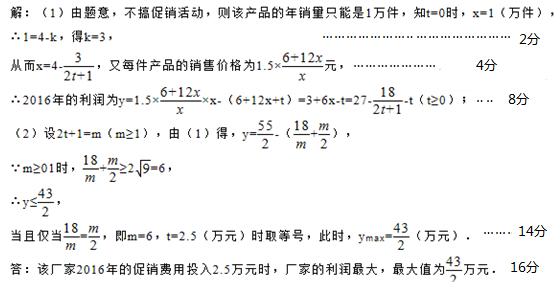 解：（1）由题意，不搞促销活动，则该产品的年销量只能是1万件，知t=0时，x=1（万件），
∴1=4-k，得k=3， ………………………………………… 2分
从而x=4-3/(2t+1)，又每件产品的销售价格为1.5×(6+12x)/x元，………………… 4分
∴2016年的利润为y=1.5×(6+12x)/x×x-（6+12x+t）=3+6x-t=27-18/(2t+1)-t（t≥0）；…… 8分
（2）设2t+1=m（m≥1），由（1）得，y=55/2-（18/m+m/2），
∵m≥01时，18/m+m/2≥2√9=6，
∴y≤43/2，
当且仅当18/m=m/2，即m=6，t=2.5（万元）时取等号，此时，ymax=43/2（万元）．…… 14分
答：该厂家2016年的促销费用投入2.5万元时，厂家的利润最大，最大值为43/2万元．16分